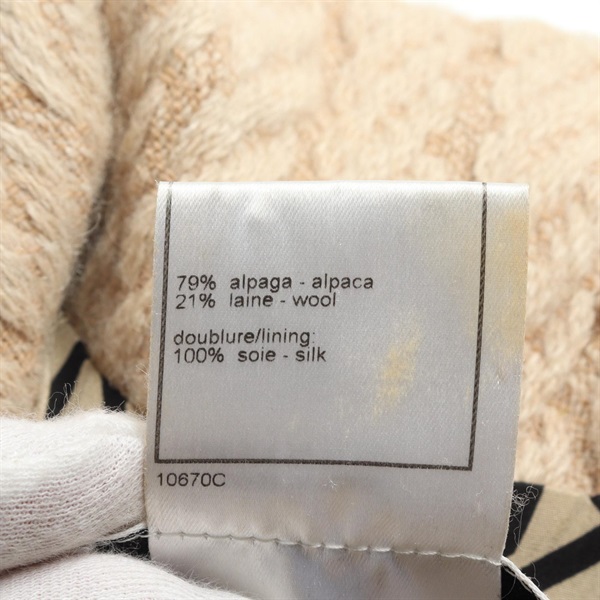 79% alpaga - alpaca
21% laine - wool
doublure/lining:
100% soie - silk
10670C